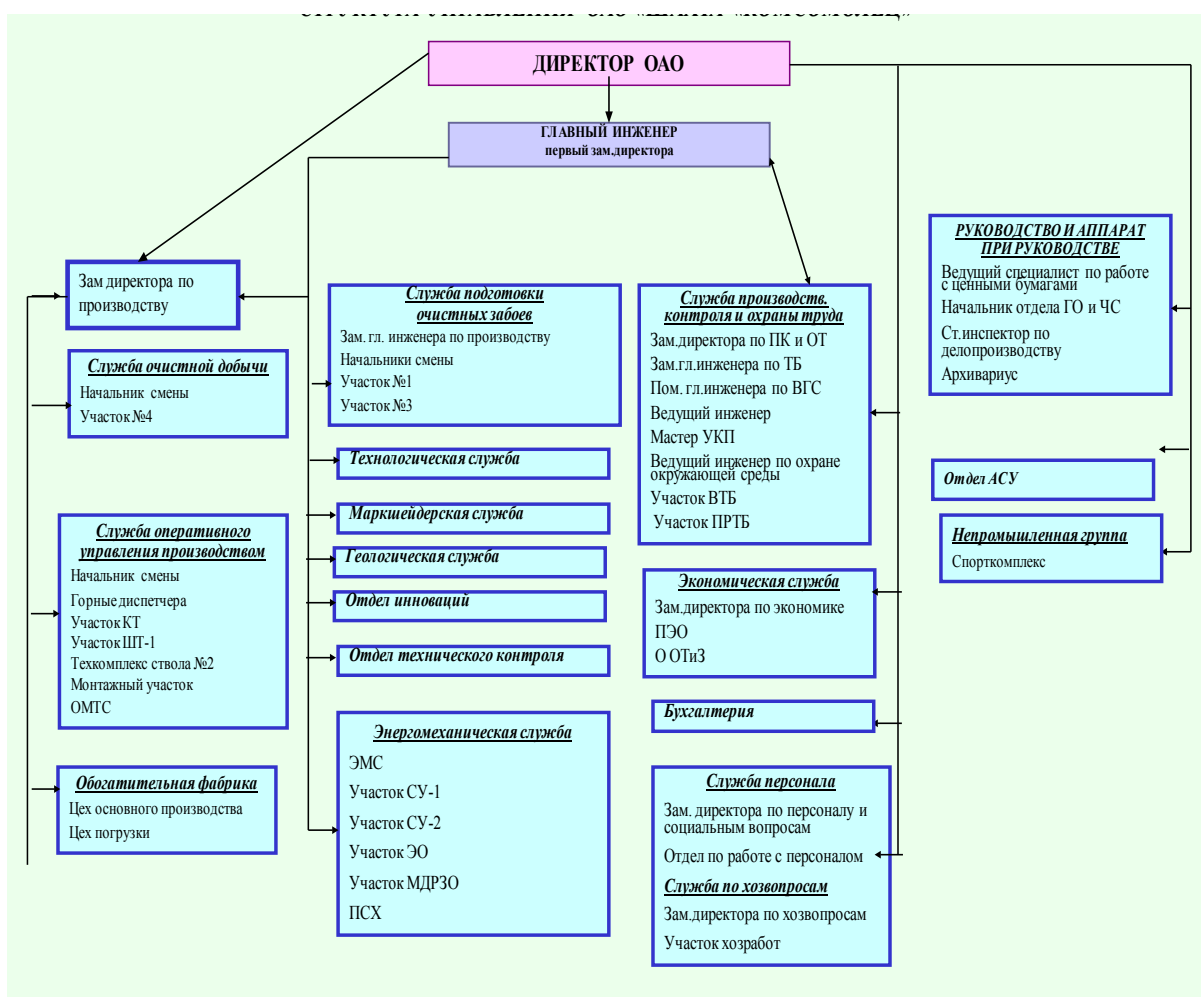 СТРУКТУРА УПРАВЛЕНИЯ ОАО «ШАХТА «КОМСОМОЛЕЦ»
ДИРЕКТОР ОАО
ГЛАВНЫЙ ИНЖЕНЕР
первый зам.директора
Зам директора по
производству
Служба очистной добычи
Начальник смены
Участок №4
Служба оперативного
управления производством
Начальник смены
Горные диспетчера
Участок КТ
Участок ШТ-1
Техкомплекс ствола №2
Монтажный участок
ОМТС
Обогатительная фабрика
Цех основного производства
Цех погрузки
Служба подготовки
очистных забоев
Зам. гл. инженера по производству
Начальники смены
Участок №1
Участок №3
Технологическая служба
Маркшейдерская служба
Геологическая служба
Отдел инноваций
Отдел технического контроля
Энергомеханическая служба
ЭМС
Участок СУ-1
Участок СУ-2
Участок ЭО
Участок МДРЗО
ПСХ
Служба производств.
контроля и охраны труда
Зам.директора по ПК и ОТ
Зам.гл.инженера по ТБ
Пом. гл.инженера по ВГС
Ведущий инженер
Мастер УКП
Ведущий инженер по охране
окружающей среды
Участок ВТБ
Участок ПРТБ
Экономическая служба
Зам.директора по экономике
ПЭО
О ОТиЗ
Бухгалтерия
Служба персонала
Зам. директора по персоналу и
социальным вопросам
Отдел по работе с персоналом
Служба по хозвопросам
Зам.директора по хозвопросам
Участок хозработ
РУКОВОДСТВО И АППАРАТ
ПРИ РУКОВОДСТВЕ
Ведущий специалист по работе
с ценными бумагами
Начальник отдела ГО и ЧС
Ст.инспектор по
делопроизводству
Архивариус
Отдел АСУ
Непромышленная группа
Спорткомплекс